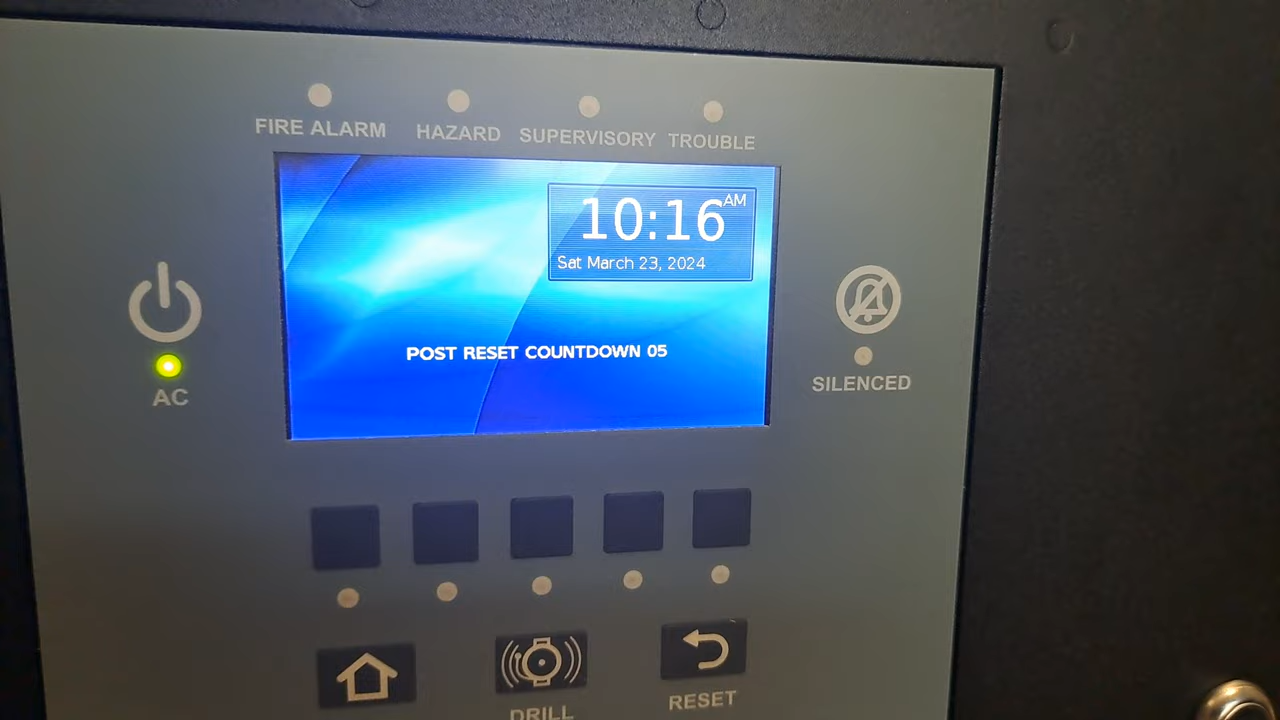 FIRE ALARM HAZARD SUPERVISORY TROUBLE
10:16 AM
Sat March 23, 2024
POST RESET COUNTDOWN 05
AC
SILENCED
DRILL
RESET